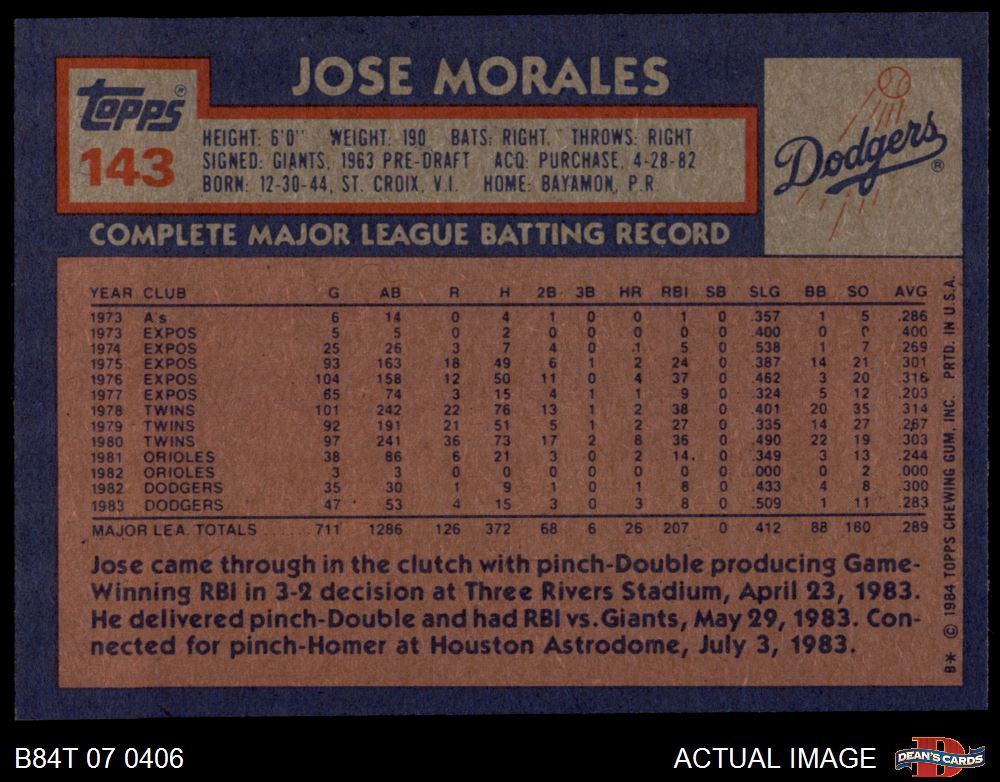 JOSE MORALES
Topps®
143
HEIGHT: 6'0" WEIGHT: 190 BATS: RIGHT THROWS: RIGHT
SIGNED: GIANTS, 1963 PRE-DRAFT ACQ: PURCHASE, 4-28-82
BORN: 12-30-44, ST. CROIX, V.I. HOME: BAYAMON, P.R.
Dodgers®
COMPLETE MAJOR LEAGUE BATTING RECORD
YEAR CLUB G AB R H 2B 3B HR RBI SB SLG BB SO AVG
1973 A's 6 14 0 4 1 0 0 1 0 .357 1 5 .286
1973 EXPOS 5 5 0 2 0 0 0 0 0 .400 0 0 .400
1974 EXPOS 25 26 3 7 4 0 1 5 0 .538 1 7 .269
1975 EXPOS 93 163 18 49 6 1 2 24 0 .387 14 21 .301
1976 EXPOS 104 158 12 50 11 0 4 37 0 .462 3 20 .316
1977 EXPOS 65 74 3 15 4 1 1 9 0 .324 5 12 .203
1978 TWINS 101 242 22 76 13 1 2 38 0 .401 20 35 .314
1979 TWINS 92 191 21 51 5 1 2 27 0 .335 14 27 .267
1980 TWINS 97 241 36 73 17 2 8 36 0 .490 22 19 .303
1981 ORIOLES 38 86 6 21 3 0 2 14 0 .349 3 13 .244
1982 ORIOLES 3 3 0 0 0 0 0 0 0 .000 0 2 .000
1982 DODGERS 35 30 1 9 1 0 1 8 0 .433 4 8 .300
1983 DODGERS 47 53 4 15 3 0 3 8 0 .509 1 11 .283
MAJOR LEA. TOTALS ...... 711 1286 126 372 68 6 26 207 0 .412 88 180 .289
Jose came through in the clutch with pinch-Double producing Game-
Winning RBI in 3-2 decision at Three Rivers Stadium, April 23, 1983.
He delivered pinch-Double and had RBI vs. Giants, May 29, 1983. Con-
nected for pinch-Homer at Houston Astrodome, July 3, 1983.
B* © 1984 TOPPS CHEWING GUM, INC. PRTD. IN U.S.A.
B84T 07 0406
ACTUAL IMAGE
D
DEAN'S CARDS